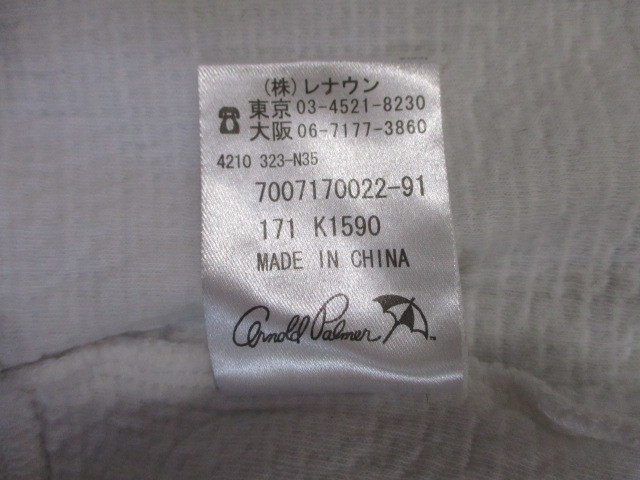 (株)レナウン
☎東京 03-4521-8230
大阪 06-7177-3860
4210 323-N35
7007170022-91
171 K1590
MADE IN CHINA
Arnold Palmer™